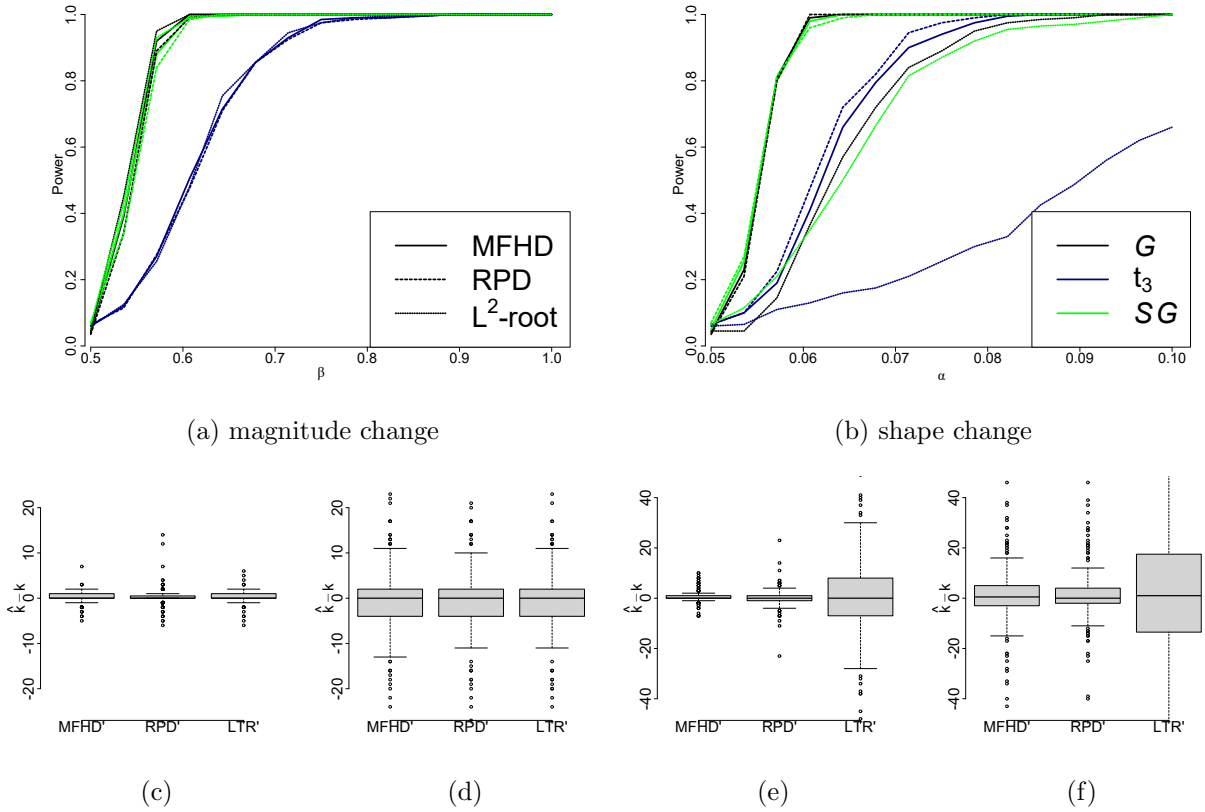 1.0
0.8
0.6
0.4
0.2
0.0
Power
0.5 0.6 0.7 0.8 0.9 1.0
β
MFHD
RPD
L²-root
(a) magnitude change
1.0
0.8
0.6
0.4
0.2
0.0
Power
0.05 0.06 0.07 0.08 0.09 0.10
α
G
t₃
SG
(b) shape change
20
10
0
-10
-20
k̂ − k
MFHD' RPD' LTR'
(c)
20
10
0
-10
-20
k̂ − k
MFHD' RPD' LTR'
(d)
40
20
0
-20
-40
k̂ − k
MFHD' RPD' LTR'
(e)
40
20
0
-20
-40
k̂ − k
MFHD' RPD' LTR'
(f)